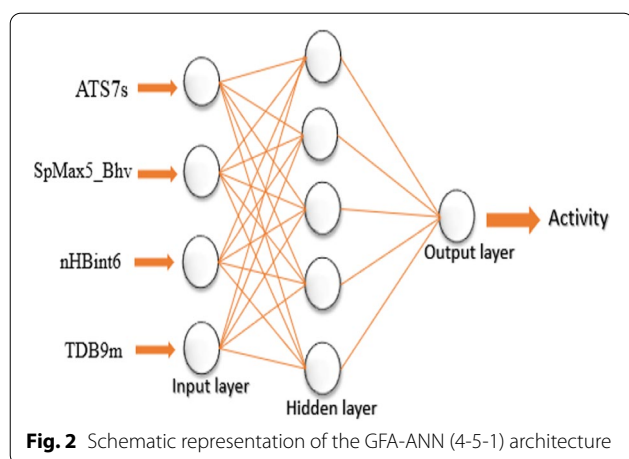 ATS7s
SpMax5_Bhv
nHBint6
TDB9m
Input layer
Hidden layer
Output layer
Activity
Fig. 2 Schematic representation of the GFA-ANN (4-5-1) architecture